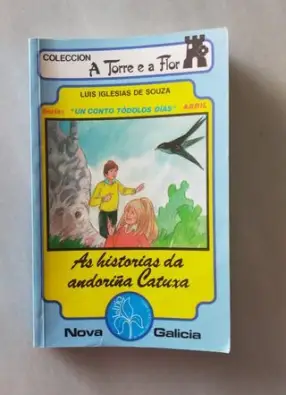 COLECCION
A Torre e a Flor
LUIS IGLESIAS DE SOUZA
Serie: "UN CONTO TÓDOLOS DÍAS" ABRIL
As historias da
andoriña Catuxa
Nova Galicia